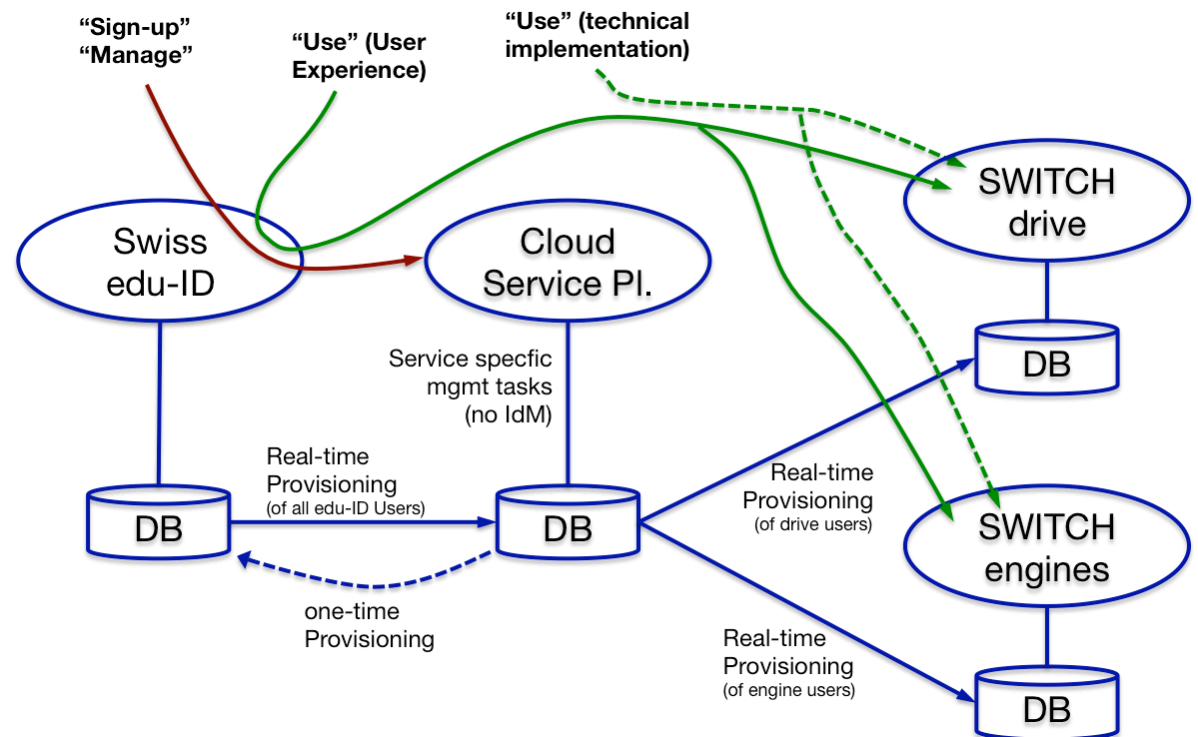 “Sign-up”
“Manage”
“Use” (User
Experience)
“Use” (technical
implementation)
Swiss
edu-ID
Cloud
Service Pl.
SWITCH
drive
DB
Service specfic
mgmt tasks
(no IdM)
Real-time
Provisioning
(of all edu-ID Users)
DB
DB
one-time
Provisioning
Real-time
Provisioning
(of drive users)
SWITCH
engines
Real-time
Provisioning
(of engine users)
DB